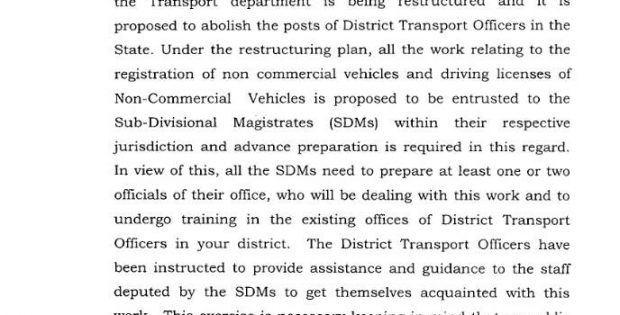 the Transport department is being restructured and it is
proposed to abolish the posts of District Transport Officers in the
State. Under the restructuring plan, all the work relating to the
registration of non commercial vehicles and driving licenses of
Non-Commercial Vehicles is proposed to be entrusted to the
Sub-Divisional Magistrates (SDMs) within their respective
jurisdiction and advance preparation is required in this regard.
In view of this, all the SDMs need to prepare at least one or two
officials of their office, who will be dealing with this work and to
undergo training in the existing offices of District Transport
Officers in your district. The District Transport Officers have
been instructed to provide assistance and guidance to the staff
deputed by the SDMs to get themselves acquainted with this
work. This exercise is necessary keeping in mind that